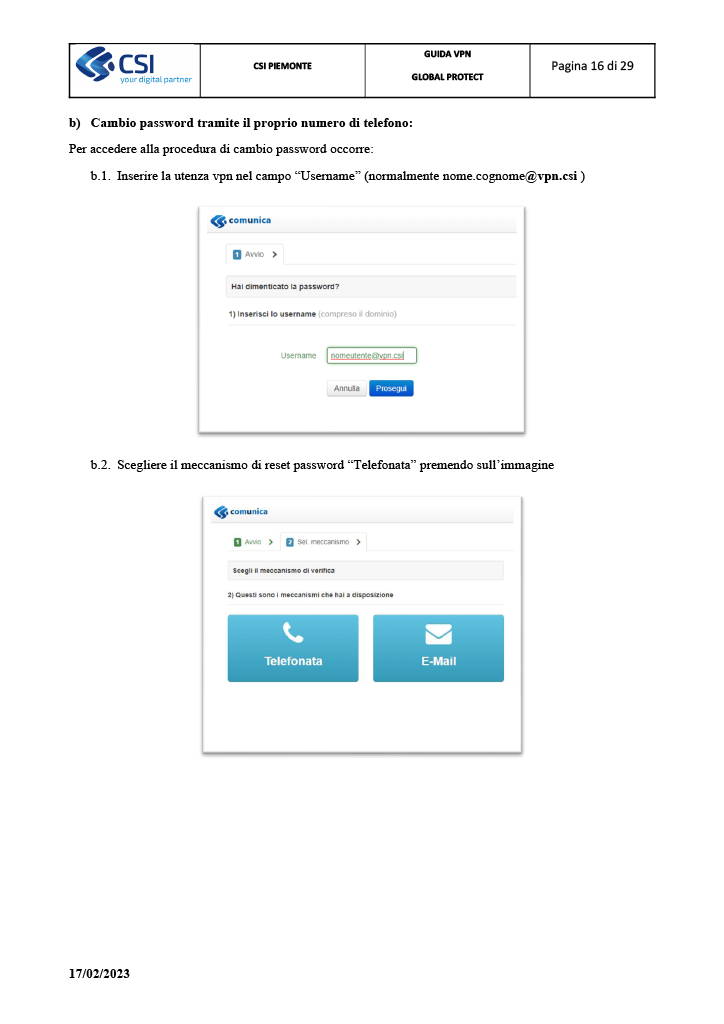 CSI
your digital partner
CSI PIEMONTE
GUIDA VPN
GLOBAL PROTECT
Pagina 16 di 29
b) Cambio password tramite il proprio numero di telefono:
Per accedere alla procedura di cambio password occorre:
b.1. Inserire la utenza vpn nel campo “Username” (normalmente nome.cognome@vpn.csi )
comunica
1 Avvio
Hai dimenticato la password?
1) Inserisci lo username (compreso il dominio)
Username nomeutente@vpn.csi
Annulla Prosegui
b.2. Scegliere il meccanismo di reset password “Telefonata” premendo sull’immagine
comunica
1 Avvio 2 Sel. meccanismo
Scegli il meccanismo di verifica
2) Questi sono i meccanismi che hai a disposizione
Telefonata E-Mail
17/02/2023